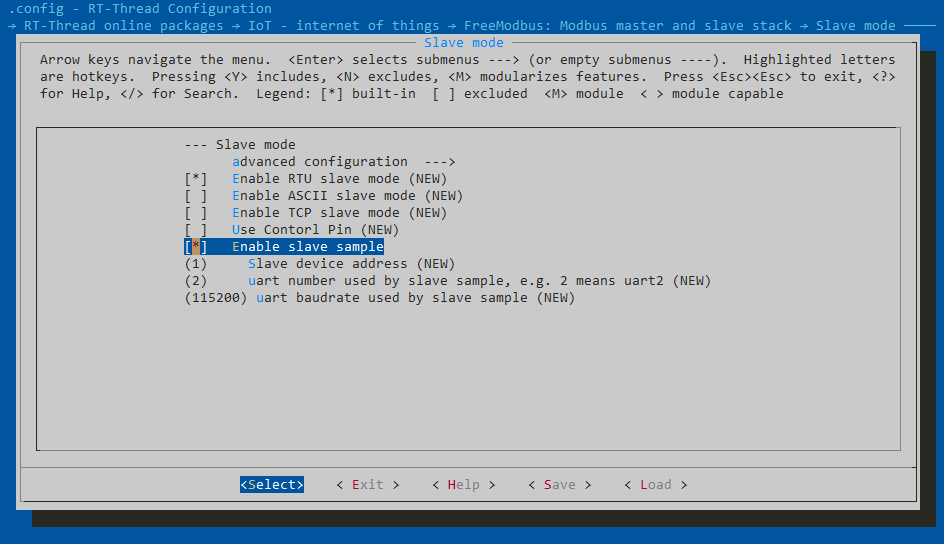 .config - RT-Thread Configuration
→ RT-Thread online packages → IoT - internet of things → FreeModbus: Modbus master and slave stack → Slave mode
Slave mode
Arrow keys navigate the menu.  <Enter> selects submenus ---> (or empty submenus ----).  Highlighted letters
are hotkeys.  Pressing <Y> includes, <N> excludes, <M> modularizes features.  Press <Esc><Esc> to exit, <?>
for Help, </> for Search.  Legend: [*] built-in  [ ] excluded  <M> module  < > module capable
--- Slave mode
advanced configuration  --->
[*]   Enable RTU slave mode (NEW)
[ ]   Enable ASCII slave mode (NEW)
[ ]   Enable TCP slave mode (NEW)
[ ]   Use Contorl Pin (NEW)
[*]   Enable slave sample
(1)     Slave device address (NEW)
(2)     uart number used by slave sample, e.g. 2 means uart2 (NEW)
(115200) uart baudrate used by slave sample (NEW)
<Select>    < Exit >    < Help >    < Save >    < Load >